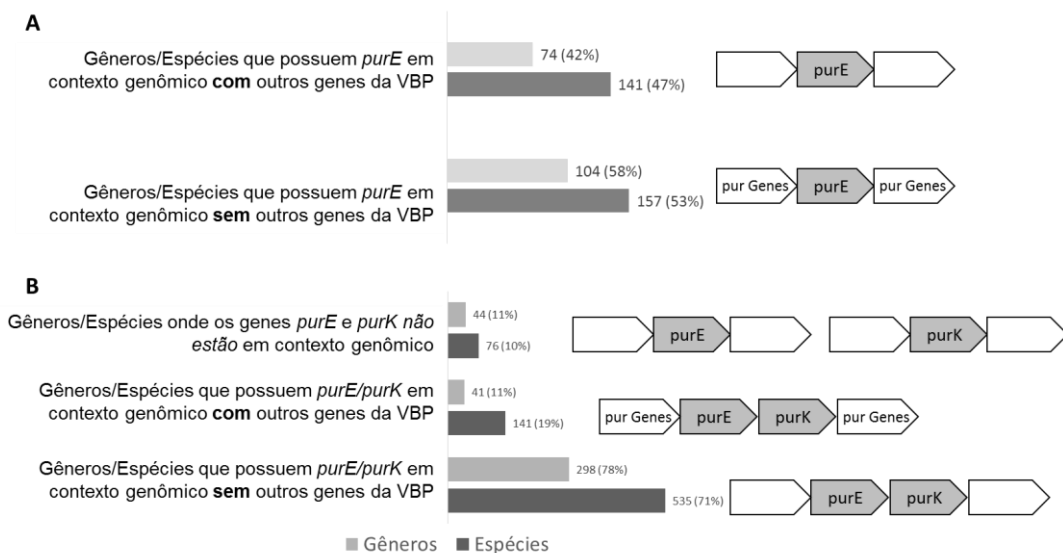 A
Gêneros/Espécies que possuem purE em
contexto genômico com outros genes da VBP
74 (42%)
141 (47%)
purE
Gêneros/Espécies que possuem purE em
contexto genômico sem outros genes da VBP
104 (58%)
157 (53%)
pur Genes
purE
pur Genes
B
Gêneros/Espécies onde os genes purE e purK não
estão em contexto genômico
44 (11%)
76 (10%)
purE
purK
Gêneros/Espécies que possuem purE/purK em
contexto genômico com outros genes da VBP
41 (11%)
141 (19%)
pur Genes
purE
purK
pur Genes
Gêneros/Espécies que possuem purE/purK em
contexto genômico sem outros genes da VBP
298 (78%)
535 (71%)
purE
purK
Gêneros
Espécies